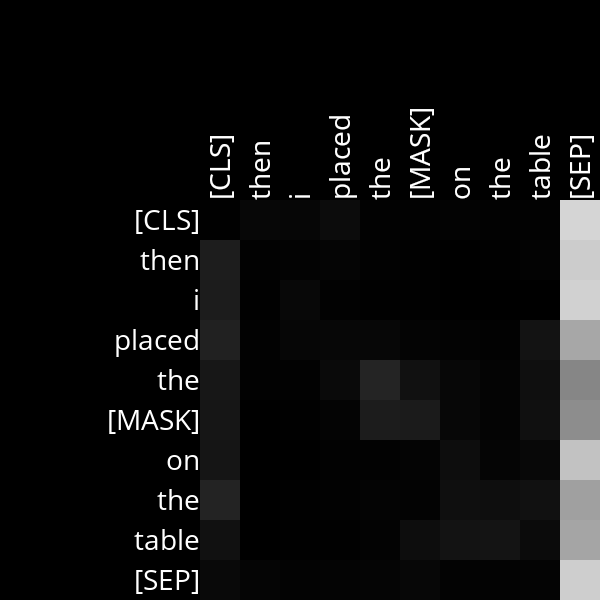 [CLS] then i placed the [MASK] on the table [SEP]
[CLS]
then
i
placed
the
[MASK]
on
the
table
[SEP]